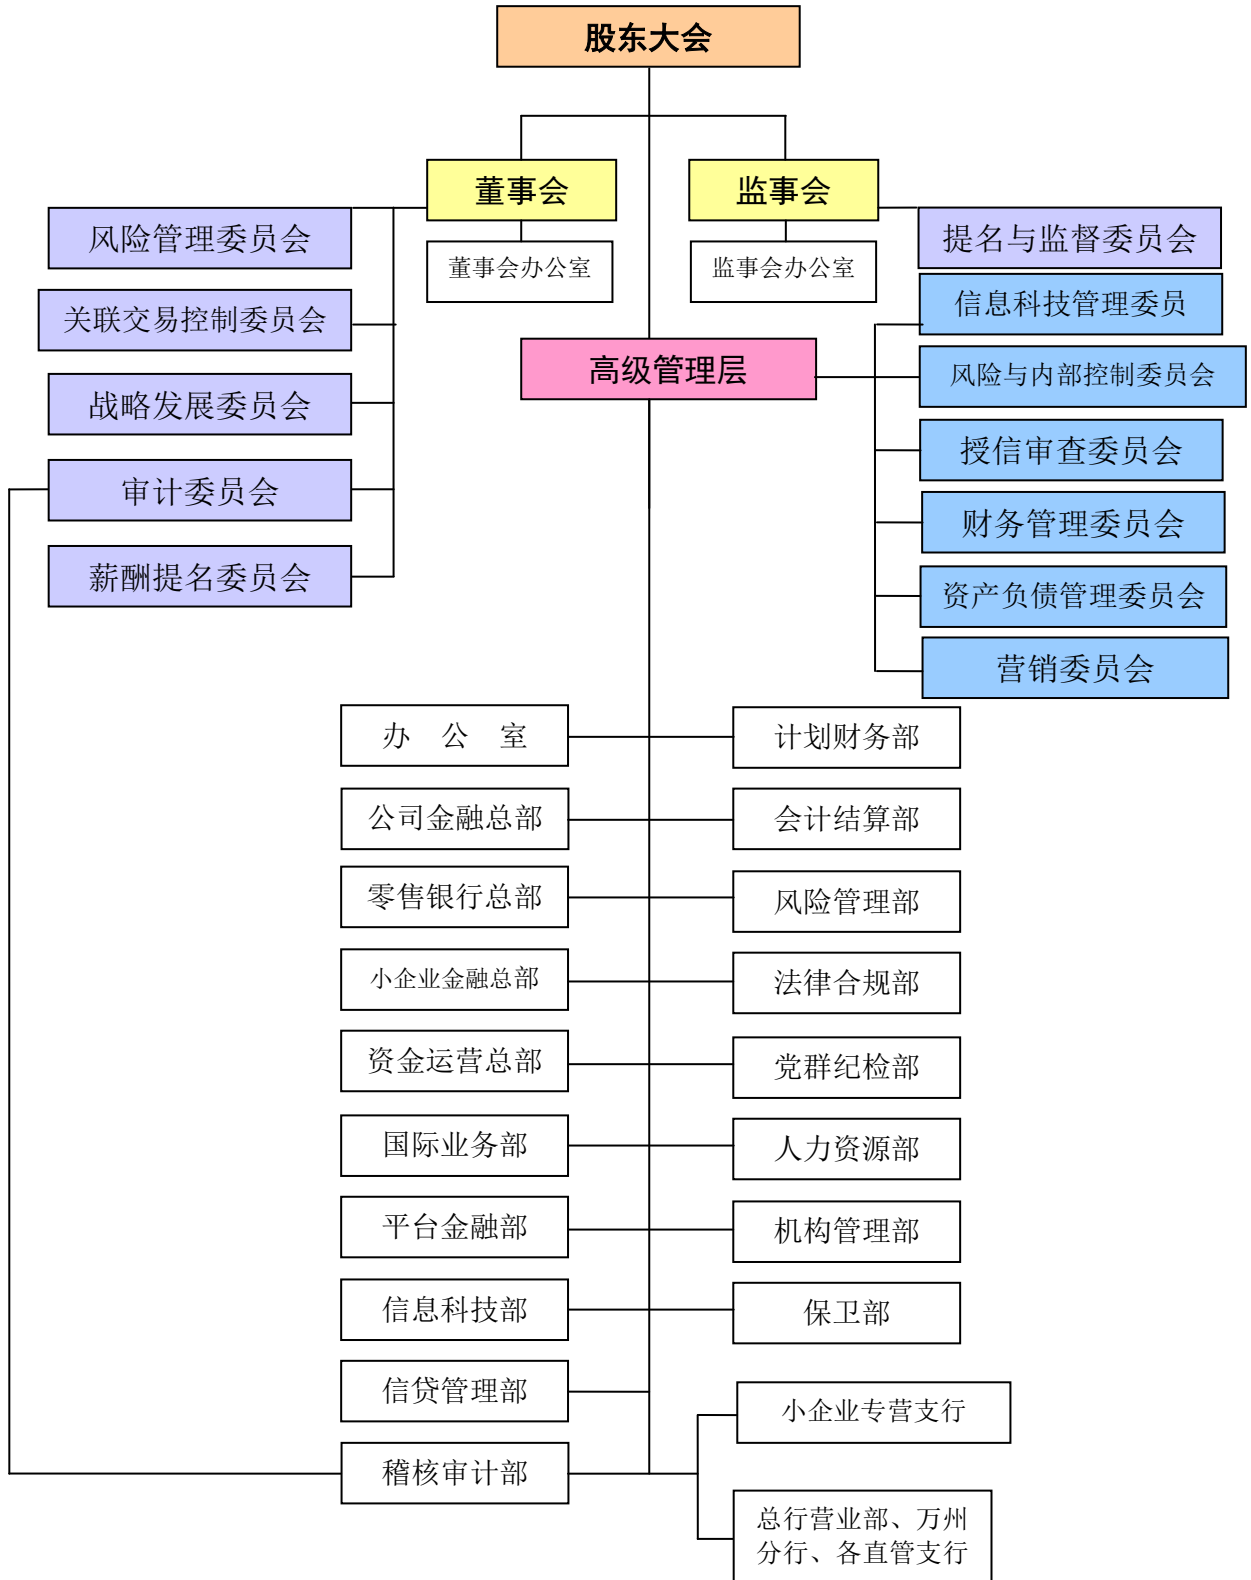 股东大会
董事会
监事会
风险管理委员会
董事会办公室
监事会办公室
提名与监督委员会
关联交易控制委员会
信息科技管理委员
高级管理层
风险与内部控制委员会
战略发展委员会
授信审查委员会
审计委员会
财务管理委员会
薪酬提名委员会
资产负债管理委员会
营销委员会
办 公 室
计划财务部
公司金融总部
会计结算部
零售银行总部
风险管理部
小企业金融总部
法律合规部
资金运营总部
党群纪检部
国际业务部
人力资源部
平台金融部
机构管理部
信息科技部
保卫部
信贷管理部
小企业专营支行
稽核审计部
总行营业部、万州
分行、各直管支行